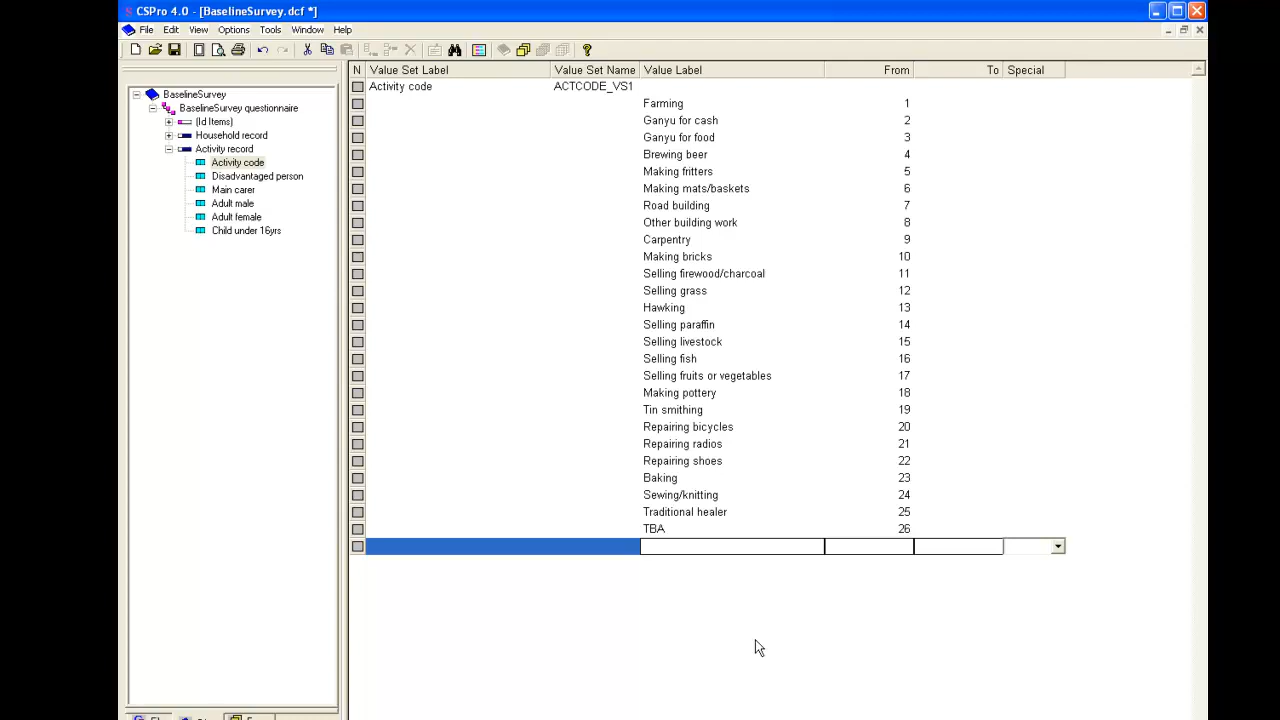 CSPro 4.0 - [BaselineSurvey.dcf *]
File Edit View Options Tools Window Help
BaselineSurvey
BaselineSurvey questionnaire
(Id Items)
Household record
Activity record
Activity code
Disadvantaged person
Main carer
Adult male
Adult female
Child under 16yrs
N Value Set Label Value Set Name Value Label From To Special
Activity code ACTCODE_VS1
Farming 1
Ganyu for cash 2
Ganyu for food 3
Brewing beer 4
Making fritters 5
Making mats/baskets 6
Road building 7
Other building work 8
Carpentry 9
Making bricks 10
Selling firewood/charcoal 11
Selling grass 12
Hawking 13
Selling paraffin 14
Selling livestock 15
Selling fish 16
Selling fruits or vegetables 17
Making pottery 18
Tin smithing 19
Repairing bicycles 20
Repairing radios 21
Repairing shoes 22
Baking 23
Sewing/knitting 24
Traditional healer 25
TBA 26